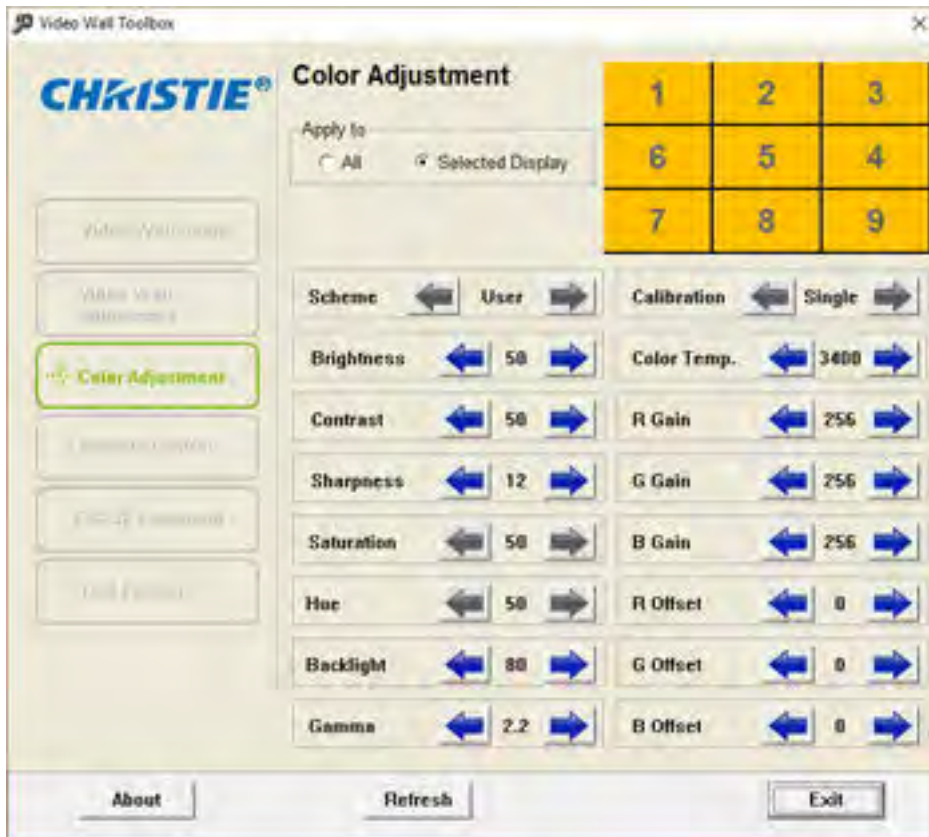 Video Wall Toolbox
CHRISTIE®
Color Adjustment
Apply to
All
Selected Display
1 2 3
6 5 4
7 8 9
Color Adjustment
Scheme User
Calibration Single
Brightness 50
Color Temp. 3400
Contrast 50
R Gain 256
Sharpness 12
G Gain 256
Saturation 50
B Gain 256
Hue 50
R Offset 0
Backlight 80
G Offset 0
Gamma 2.2
B Offset 0
About
Refresh
Exit